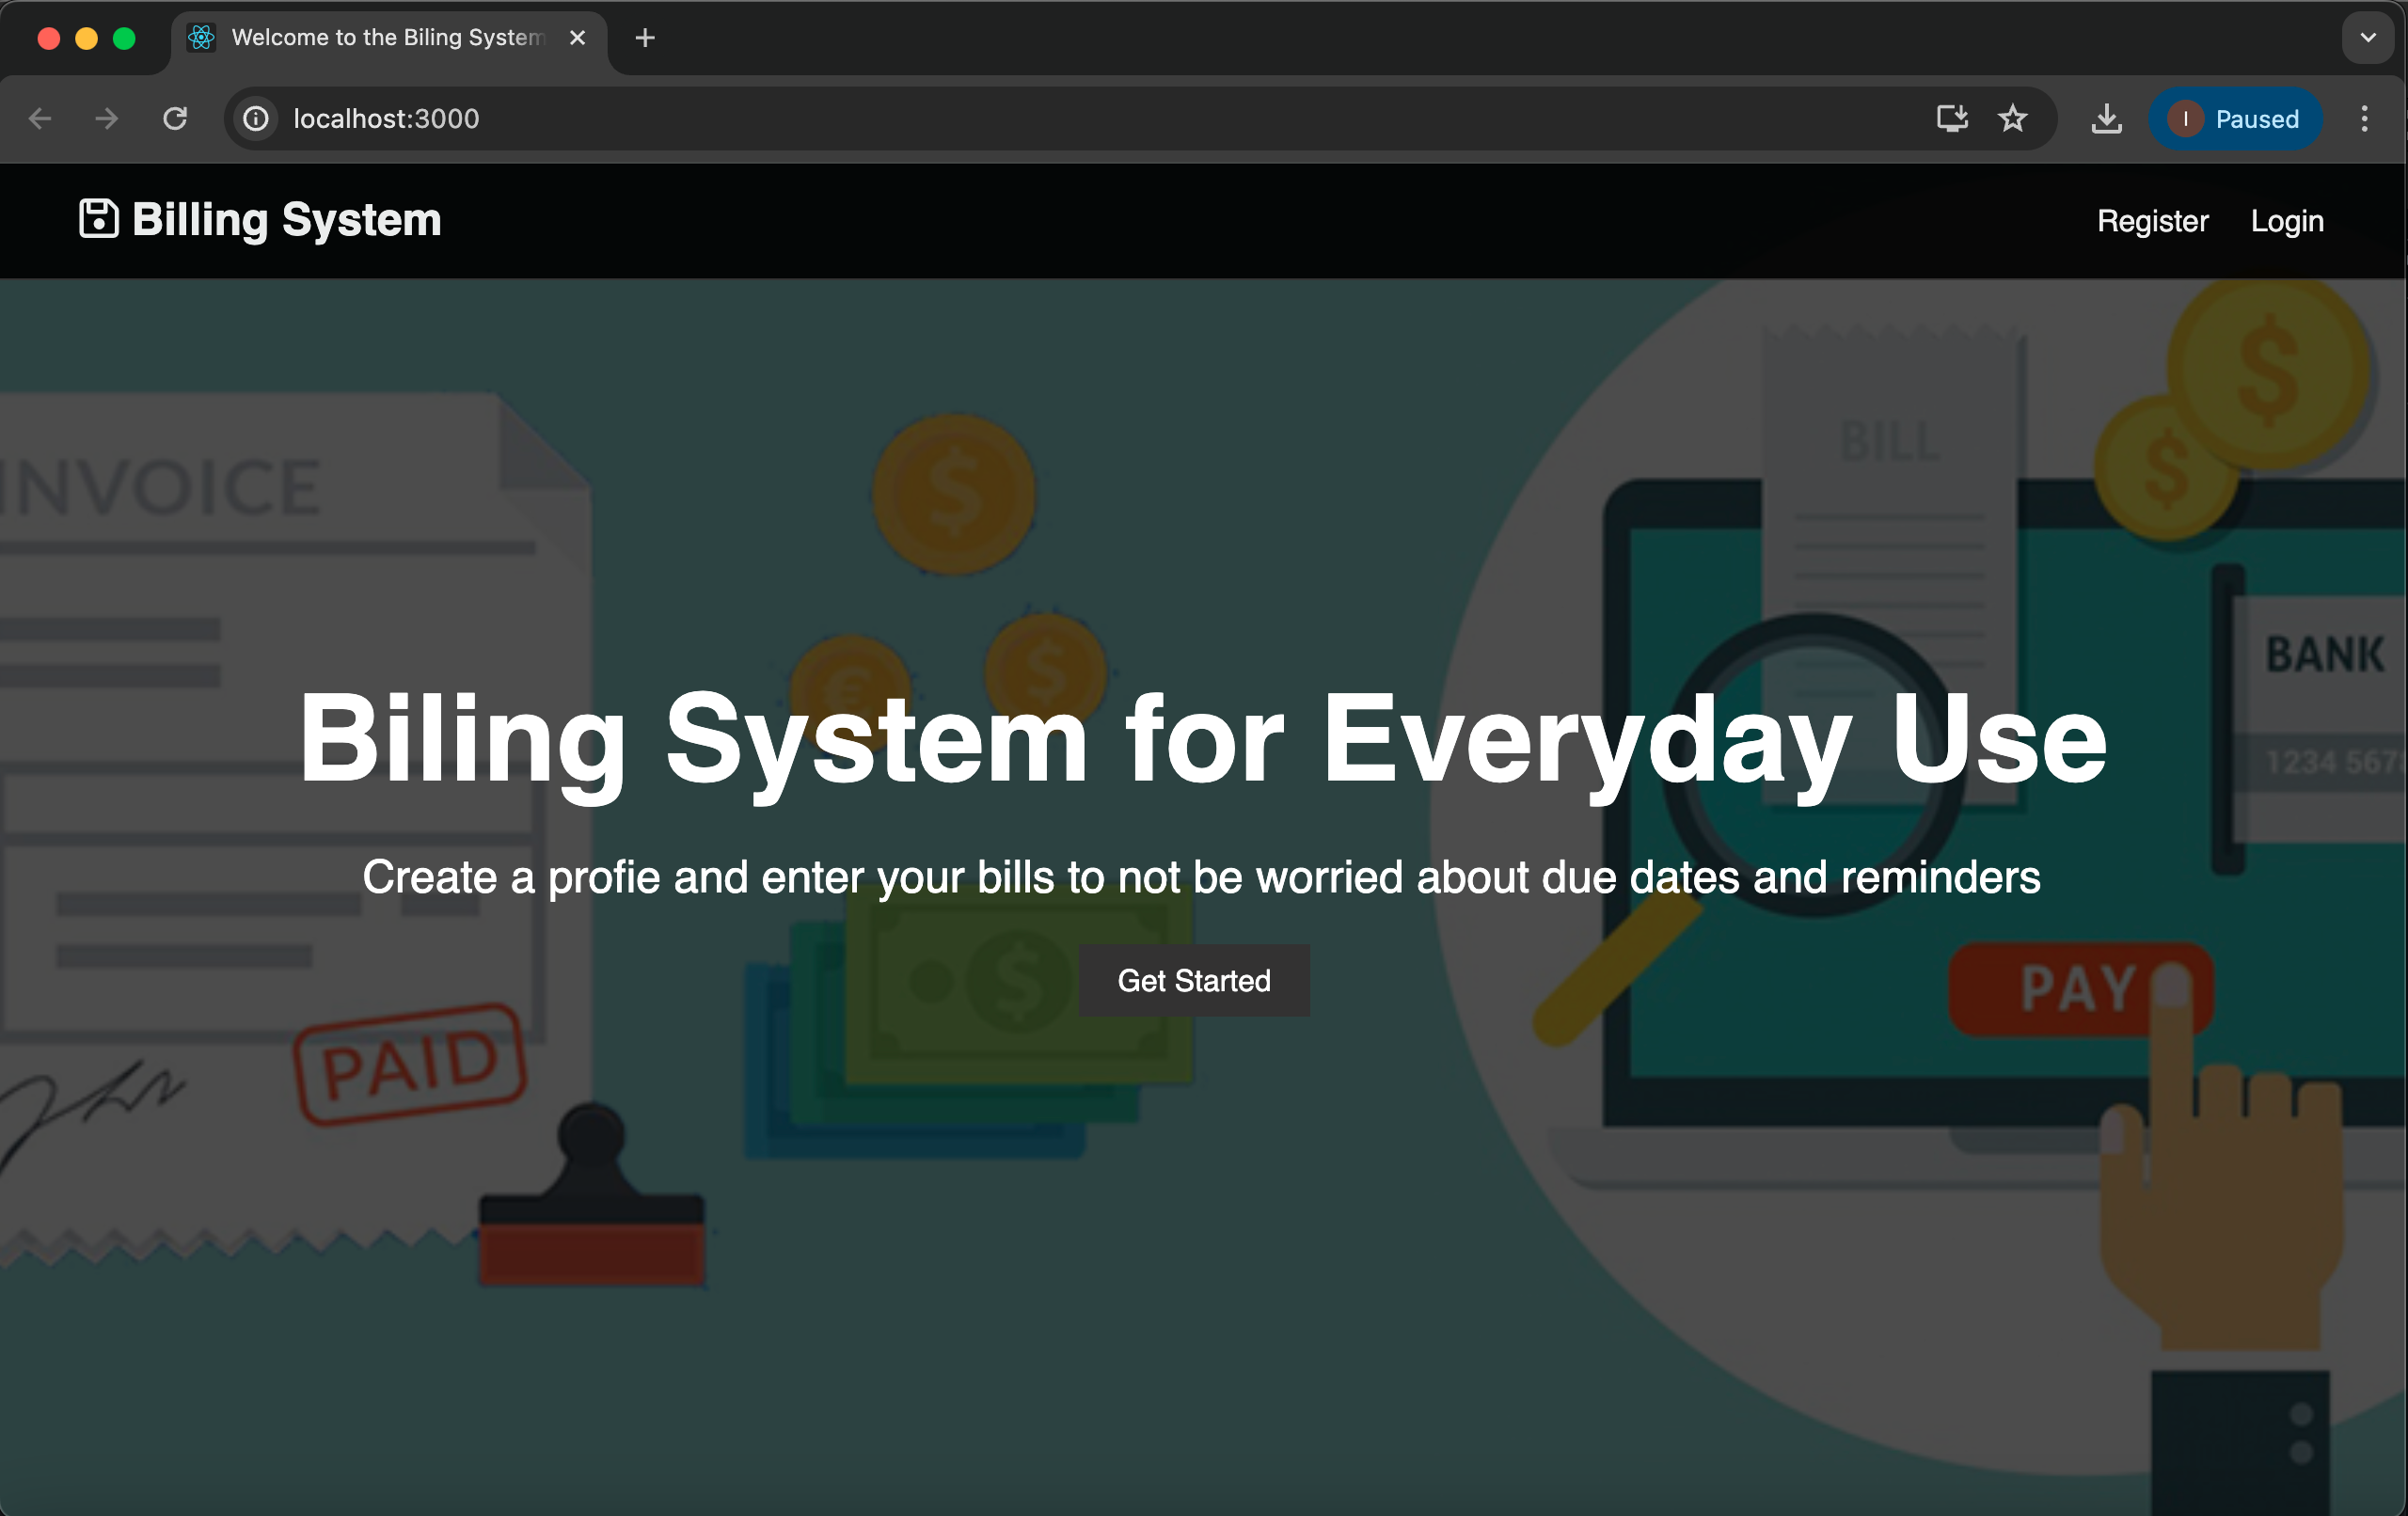 Welcome to the Biling System
localhost:3000
I Paused
Billing System
Register Login
INVOICE
BILL
BANK
Biling System for Everyday Use
1234 567
Create a profie and enter your bills to not be worried about due dates and reminders
Get Started
PAY
PAID